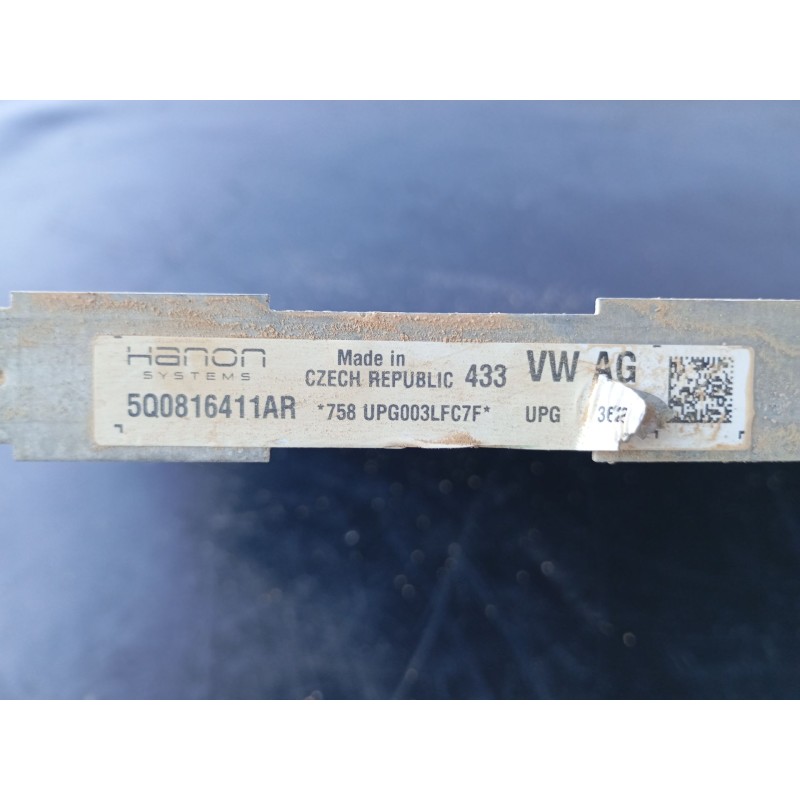 Hanon
SYSTEMS
Made in
CZECH REPUBLIC 433 VW AG
5Q0816411AR *758 UPG003LFC7F* UPG